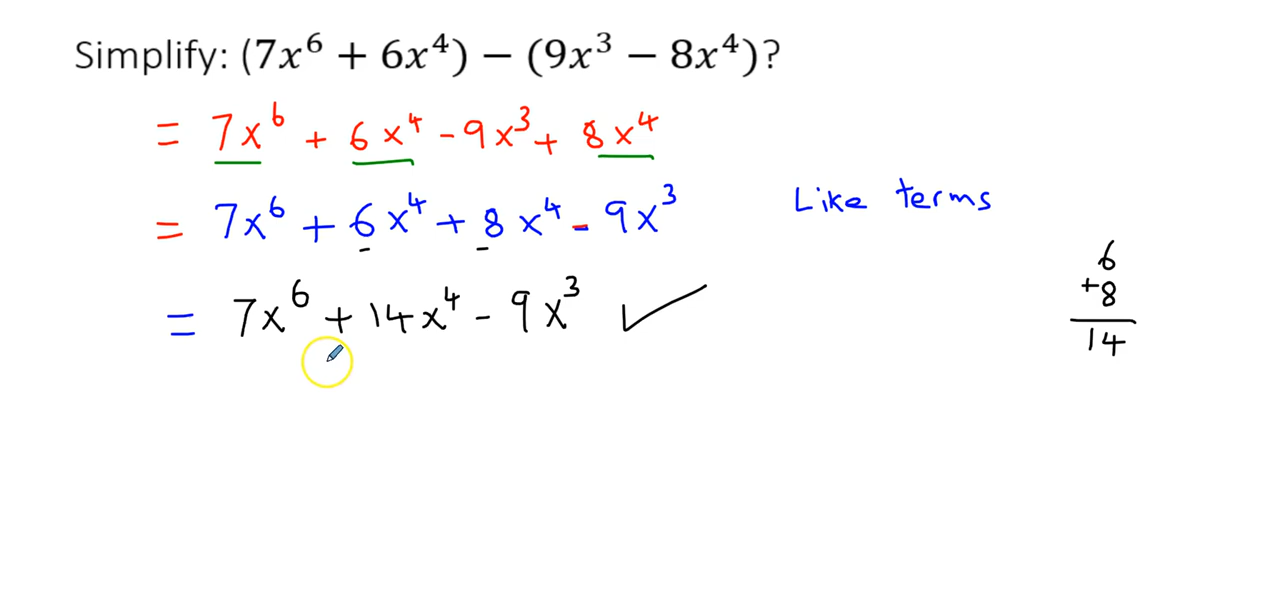 Simplify: (7x⁶ + 6x⁴) − (9x³ − 8x⁴)?
= 7x⁶ + 6x⁴ - 9x³ + 8x⁴
= 7x⁶ + 6x⁴ + 8x⁴ - 9x³
Like terms
= 7x⁶ + 14x⁴ - 9x³ ✓
6
+8
14